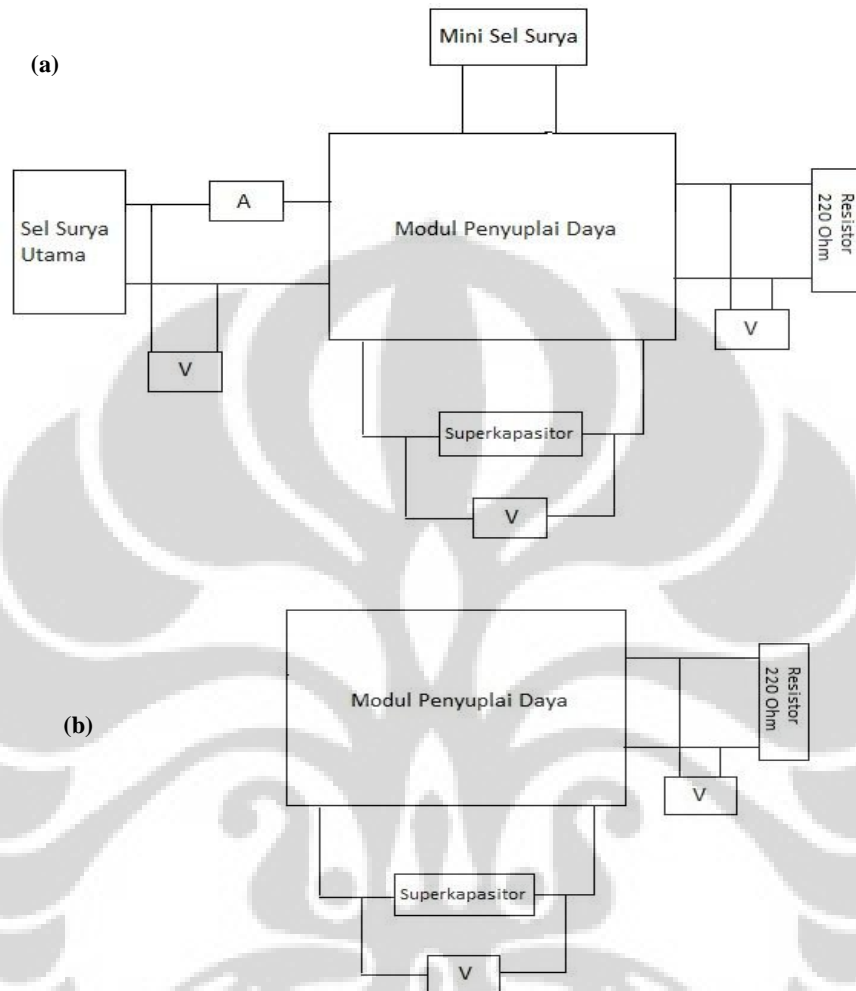 Mini Sel Surya
(a)
A
Sel Surya
Utama
Modul Penyuplai Daya
Resistor
220 Ohm
V
V
Superkapasitor
V
Modul Penyuplai Daya
Resistor
220 Ohm
(b)
V
Superkapasitor
V